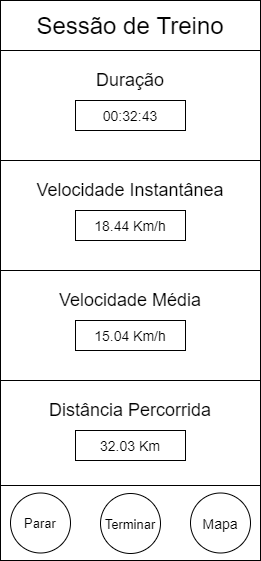 Sessão de Treino
Duração
00:32:43
Velocidade Instantânea
18.44 Km/h
Velocidade Média
15.04 Km/h
Distância Percorrida
32.03 Km
Parar
Terminar
Mapa